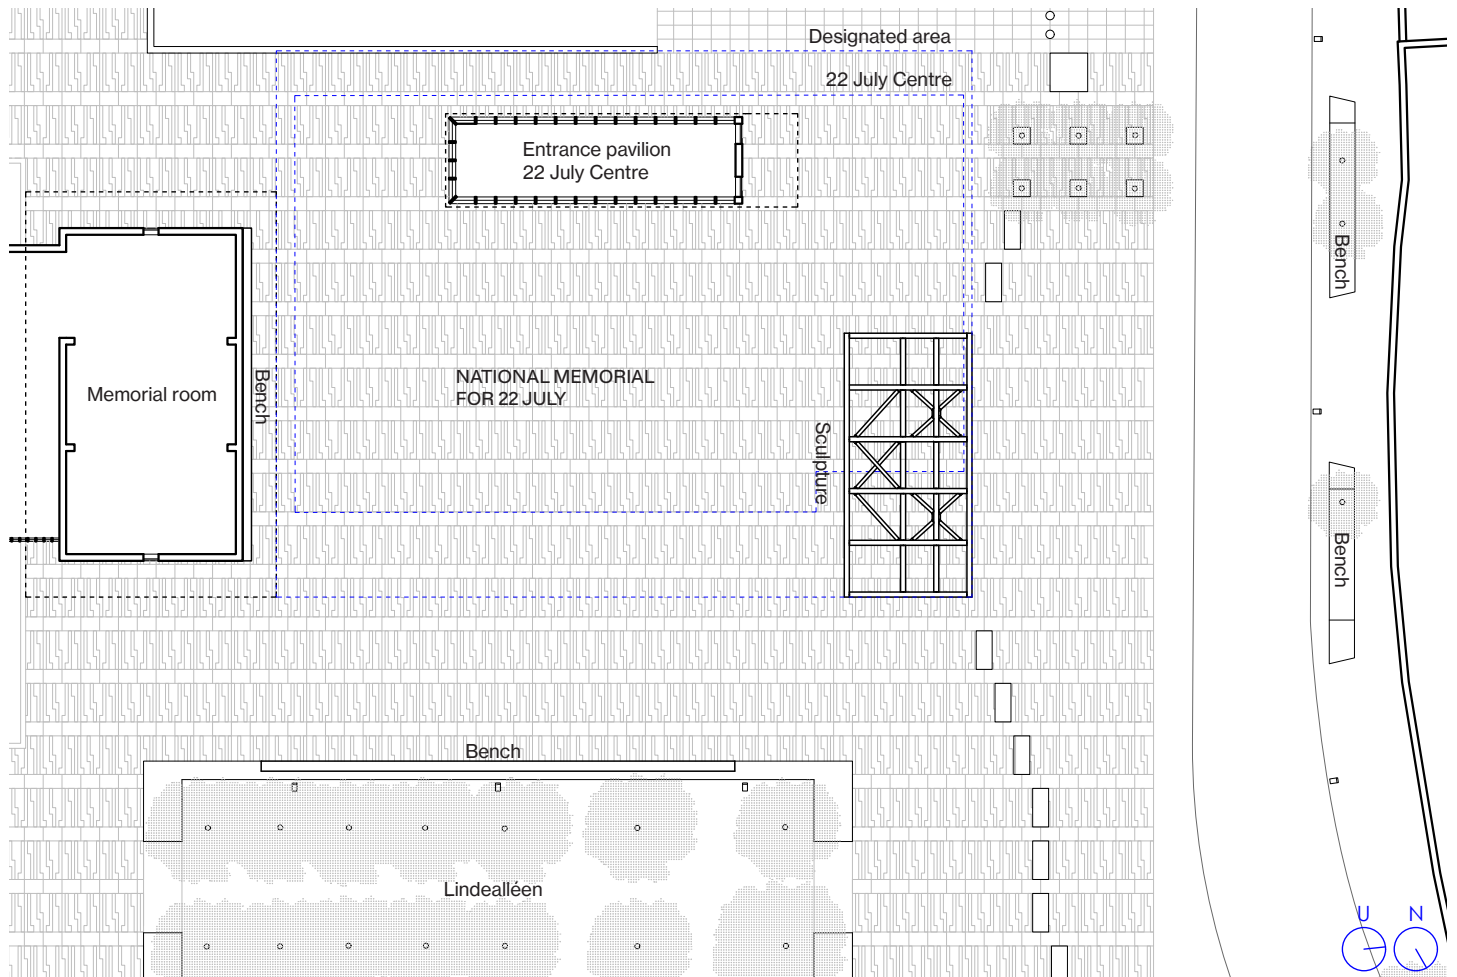 Designated area
22 July Centre
Entrance pavilion
22 July Centre
Bench
Memorial room
Bench
NATIONAL MEMORIAL
FOR 22 JULY
Sculpture
Bench
Bench
Lindealléen
U N